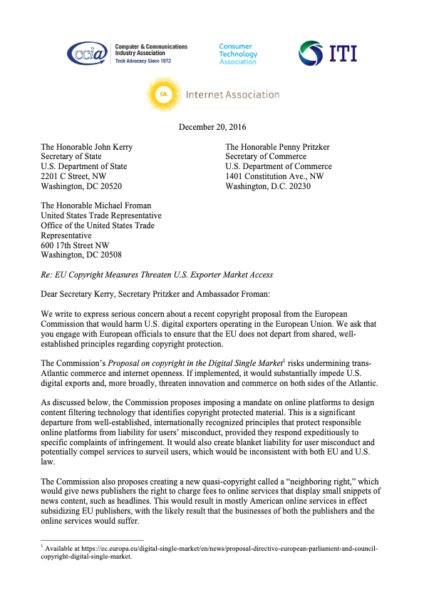 ccia
Computer & Communications
Industry Association
Tech Advocacy Since 1972
Consumer
Technology
Association
ITI
IA
Internet Association
December 20, 2016
The Honorable John Kerry
Secretary of State
U.S. Department of State
2201 C Street, NW
Washington, DC 20520
The Honorable Penny Pritzker
Secretary of Commerce
U.S. Department of Commerce
1401 Constitution Ave., NW
Washington, D.C. 20230
The Honorable Michael Froman
United States Trade Representative
Office of the United States Trade
Representative
600 17th Street NW
Washington, DC 20508
Re: EU Copyright Measures Threaten U.S. Exporter Market Access
Dear Secretary Kerry, Secretary Pritzker and Ambassador Froman:
We write to express serious concern about a recent copyright proposal from the European
Commission that would harm U.S. digital exporters operating in the European Union. We ask that
you engage with European officials to ensure that the EU does not depart from shared, well-
established principles regarding copyright protection.
The Commission's Proposal on copyright in the Digital Single Market¹ risks undermining trans-
Atlantic commerce and internet openness. If implemented, it would substantially impede U.S.
digital exports and, more broadly, threaten innovation and commerce on both sides of the Atlantic.
As discussed below, the Commission proposes imposing a mandate on online platforms to design
content filtering technology that identifies copyright protected material. This is a significant
departure from well-established, internationally recognized principles that protect responsible
online platforms from liability for users' misconduct, provided they respond expeditiously to
specific complaints of infringement. It would also create blanket liability for user misconduct and
potentially compel services to surveil users, which would be inconsistent with both EU and U.S.
law.
The Commission also proposes creating a new quasi-copyright called a "neighboring right," which
would give news publishers the right to charge fees to online services that display small snippets of
news content, such as headlines. This would result in mostly American online services in effect
subsidizing EU publishers, with the likely result that the businesses of both the publishers and the
online services would suffer.
¹ Available at https://ec.europa.eu/digital-single-market/en/news/proposal-directive-european-parliament-and-council-
copyright-digital-single-market.